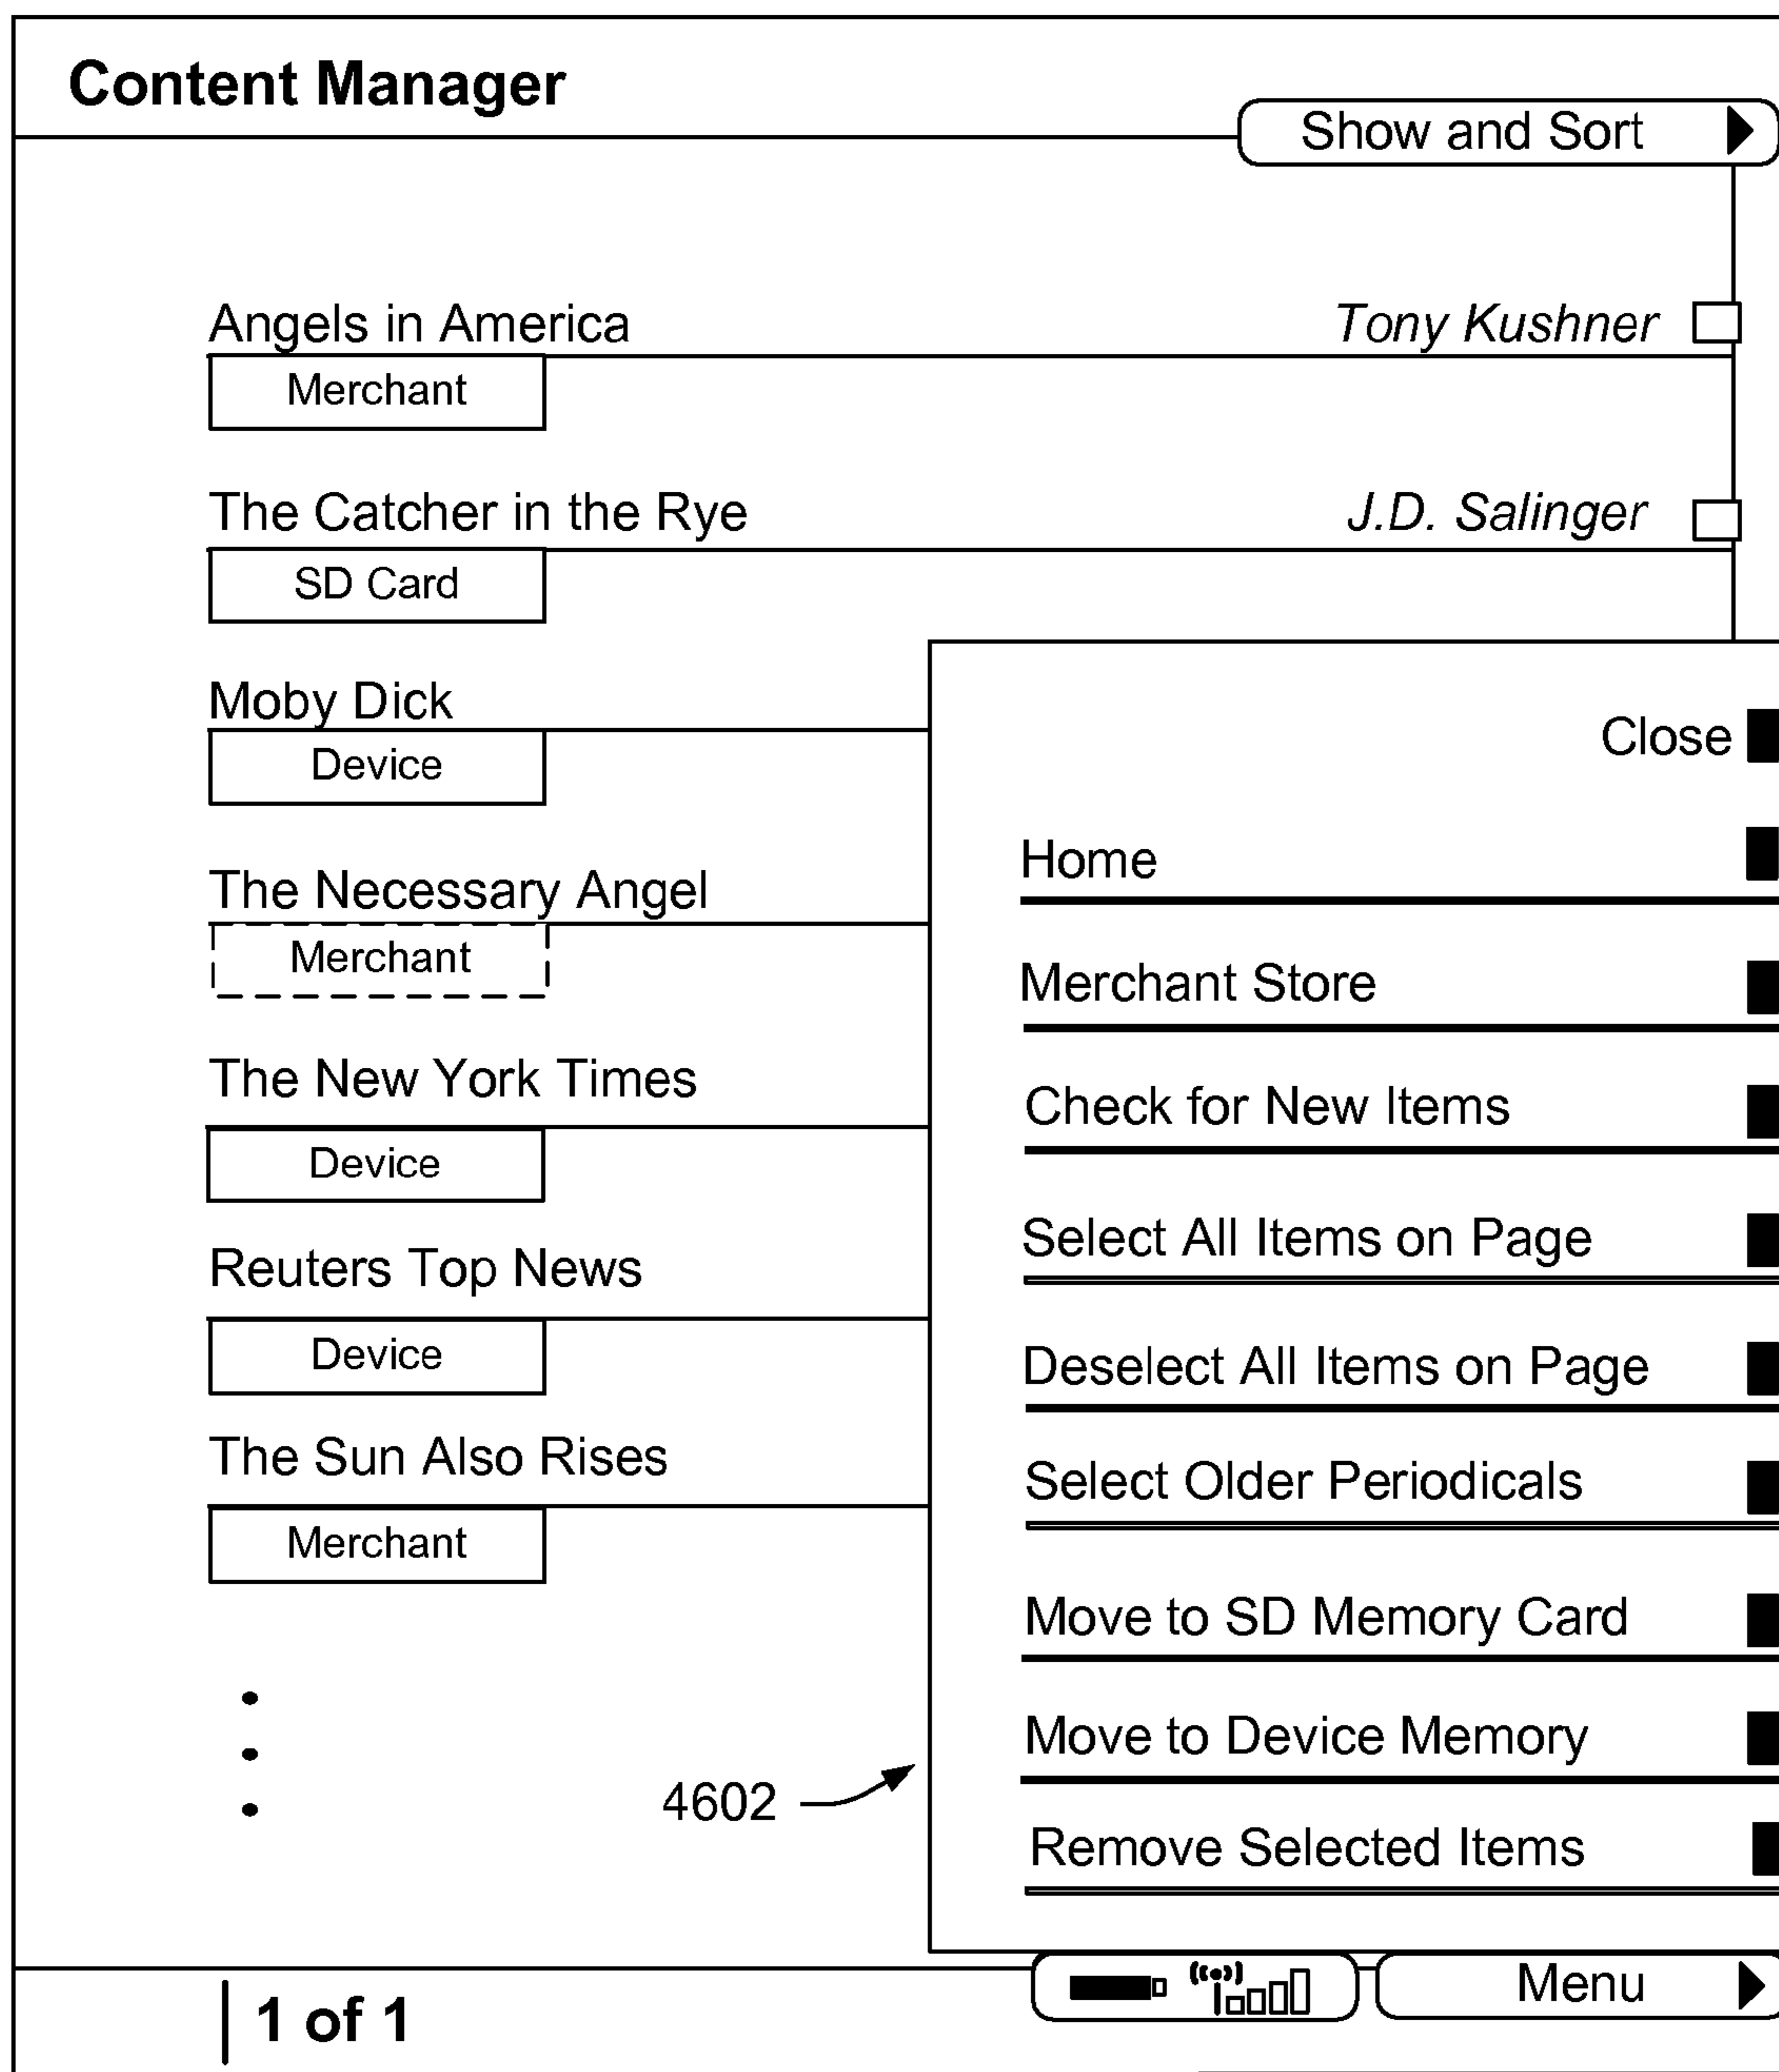 Content Manager
Show and Sort
Angels in America
Tony Kushner
Merchant
The Catcher in the Rye
J.D. Salinger
SD Card
Moby Dick
Device
The Necessary Angel
Merchant
The New York Times
Device
Reuters Top News
Device
The Sun Also Rises
Merchant
Close
Home
Merchant Store
Check for New Items
Select All Items on Page
Deselect All Items on Page
Select Older Periodicals
Move to SD Memory Card
Move to Device Memory
Remove Selected Items
4602
1 of 1
Menu